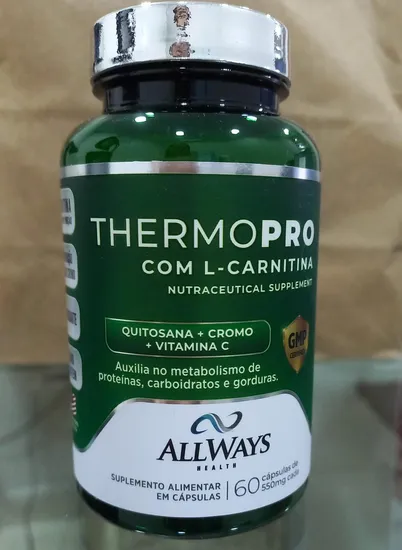 THERMOPRO
COM L-CARNITINA
NUTRACEUTICAL SUPPLEMENT
QUITOSANA + CROMO
+ VITAMINA C
GMP
Auxilia no metabolismo de
proteínas, carboidratos e gorduras.
ALLWAYS
HEALTH
SUPLEMENTO ALIMENTAR
EM CÁPSULAS
60 cápsulas de
550mg cada